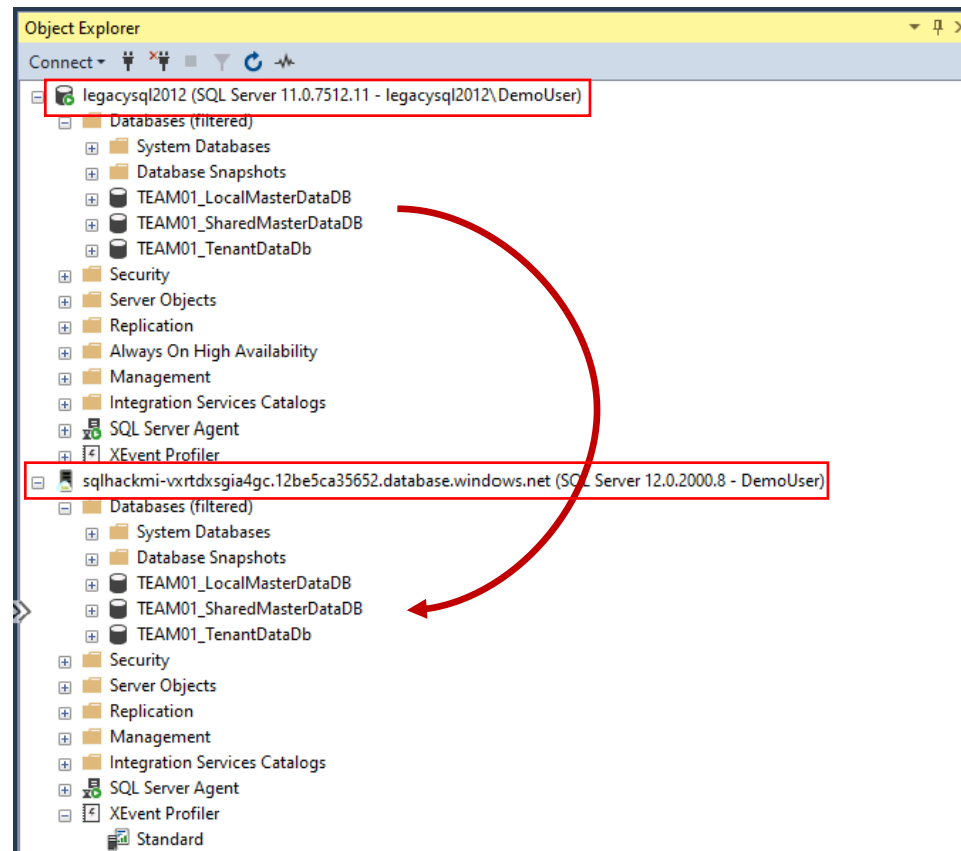 Object Explorer
Connect
legacysql2012 (SQL Server 11.0.7512.11 - legacysql2012\DemoUser)
Databases (filtered)
System Databases
Database Snapshots
TEAM01_LocalMasterDataDB
TEAM01_SharedMasterDataDB
TEAM01_TenantDataDb
Security
Server Objects
Replication
Always On High Availability
Management
Integration Services Catalogs
SQL Server Agent
XEvent Profiler
sqlhackmi-vxrtdxsgia4gc.12be5ca35652.database.windows.net (SQL Server 12.0.2000.8 - DemoUser)
Databases (filtered)
System Databases
Database Snapshots
TEAM01_LocalMasterDataDB
TEAM01_SharedMasterDataDB
TEAM01_TenantDataDb
Security
Server Objects
Replication
Management
Integration Services Catalogs
SQL Server Agent
XEvent Profiler
Standard